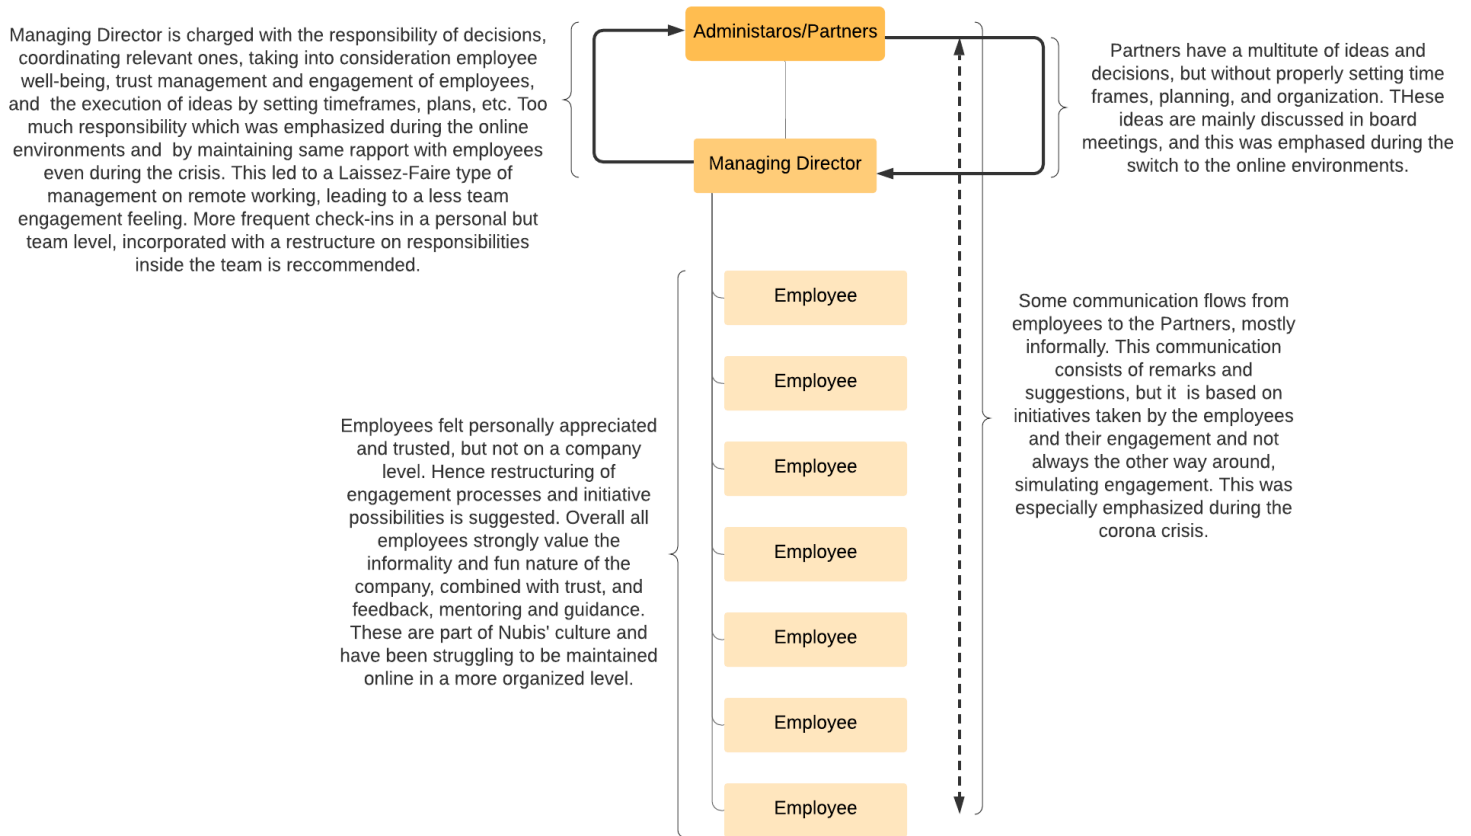 Administaros/Partners
Managing Director is charged with the responsibility of decisions,
coordinating relevant ones, taking into consideration employee
well-being, trust management and engagement of employees,
and the execution of ideas by setting timeframes, plans, etc. Too
much responsibility which was emphasized during the online
environments and by maintaining same rapport with employees
even during the crisis. This led to a Laissez-Faire type of
management on remote working, leading to a less team
engagement feeling. More frequent check-ins in a personal but
team level, incorporated with a restructure on responsibilities
inside the team is reccommended.
Partners have a multitute of ideas and
decisions, but without properly setting time
frames, planning, and organization. THese
ideas are mainly discussed in board
meetings, and this was emphased during the
switch to the online environments.
Managing Director
Employee
Employee
Employee
Employee
Employee
Employee
Employee
Some communication flows from
employees to the Partners, mostly
informally. This communication
consists of remarks and
suggestions, but it is based on
initiatives taken by the employees
and their engagement and not
always the other way around,
simulating engagement. This was
especially emphasized during the
corona crisis.
Employees felt personally appreciated
and trusted, but not on a company
level. Hence restructuring of
engagement processes and initiative
possibilities is suggested. Overall all
employees strongly value the
informality and fun nature of the
company, combined with trust, and
feedback, mentoring and guidance.
These are part of Nubis' culture and
have been struggling to be maintained
online in a more organized level.